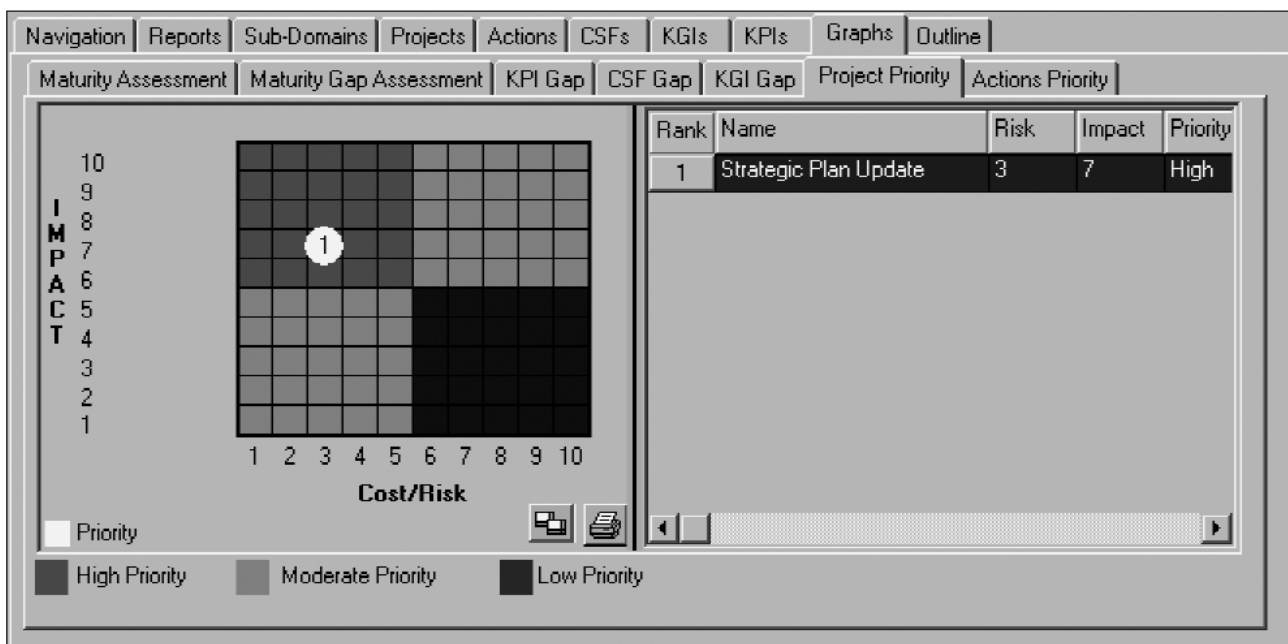 Navigation Reports Sub-Domains Projects Actions CSFs KGIs KPIs Graphs Outline
Maturity Assessment Maturity Gap Assessment KPI Gap CSF Gap KGI Gap Project Priority Actions Priority
IMPACT
10
9
8
7
6
5
4
3
2
1
1
1 2 3 4 5 6 7 8 9 10
Cost/Risk
Priority
High Priority Moderate Priority Low Priority
Rank Name Risk Impact Priority
1 Strategic Plan Update 3 7 High